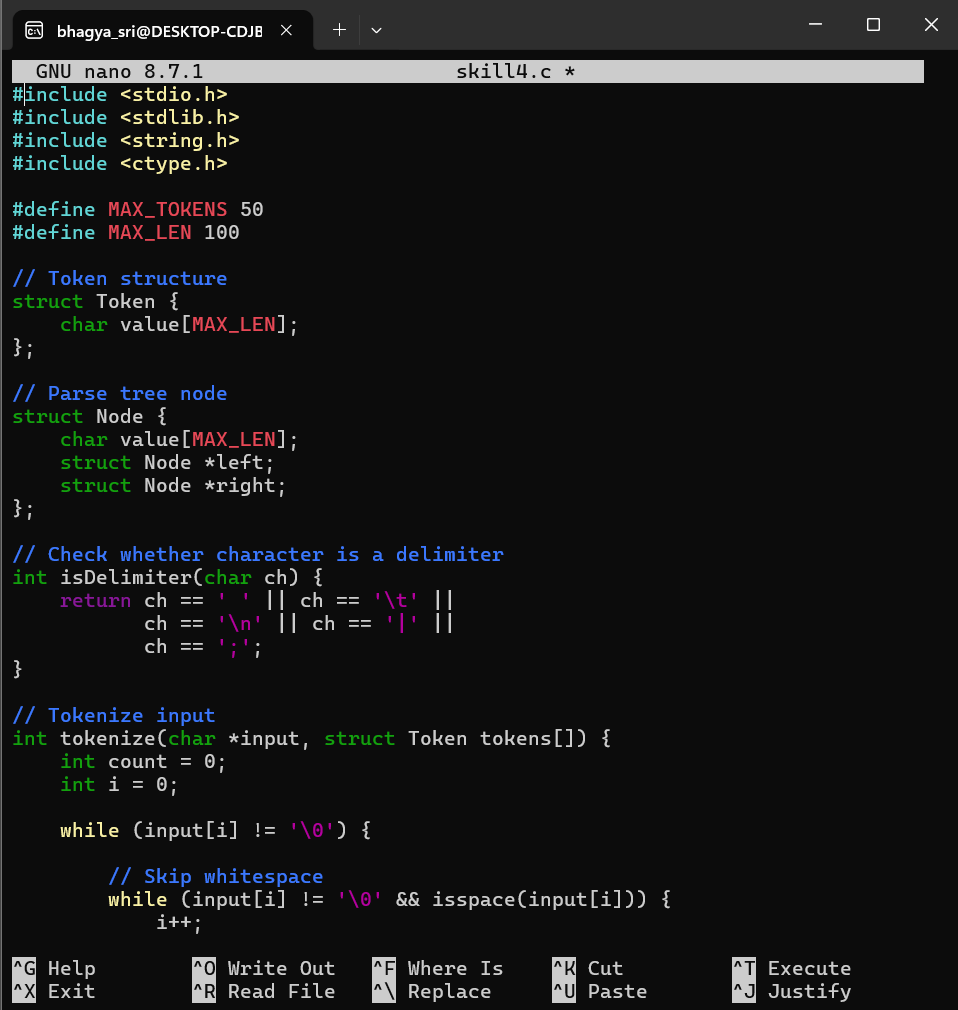 bhagya_sri@DESKTOP-CDJB
GNU nano 8.7.1 skill4.c *
#include <stdio.h>
#include <stdlib.h>
#include <string.h>
#include <ctype.h>

#define MAX_TOKENS 50
#define MAX_LEN 100

// Token structure
struct Token {
    char value[MAX_LEN];
};

// Parse tree node
struct Node {
    char value[MAX_LEN];
    struct Node *left;
    struct Node *right;
};

// Check whether character is a delimiter
int isDelimiter(char ch) {
    return ch == ' ' || ch == '\t' ||
           ch == '\n' || ch == '|' ||
           ch == ';';
}

// Tokenize input
int tokenize(char *input, struct Token tokens[]) {
    int count = 0;
    int i = 0;

    while (input[i] != '\0') {

        // Skip whitespace
        while (input[i] != '\0' && isspace(input[i])) {
            i++;

^G Help ^O Write Out ^F Where Is ^K Cut ^T Execute
^X Exit ^R Read File ^\ Replace ^U Paste ^J Justify